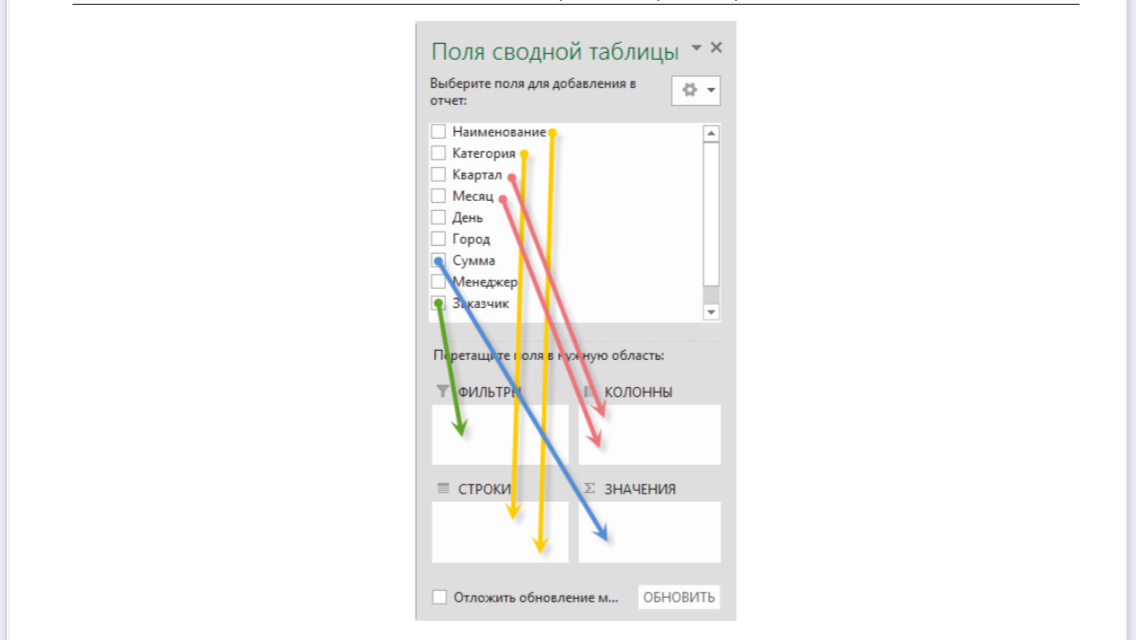 Поля сводной таблицы
Выберите поля для добавления в
отчет:
Наименование
Категория
Квартал
Месяц
День
Город
Сумма
Менеджер
Заказчик
Перетащите поля в нужную область:
ФИЛЬТРЫ
КОЛОННЫ
СТРОКИ
Σ ЗНАЧЕНИЯ
Отложить обновление м...
ОБНОВИТЬ